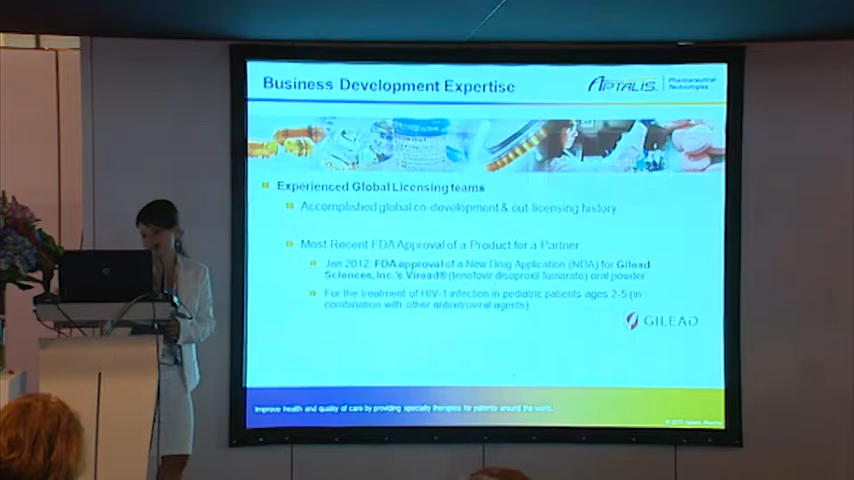 Business Development Expertise
APTALIS Pharmaceutical
Technologies
Experienced Global Licensing teams
Accomplished global co-development & out-licensing history
Most Recent FDA Approval of a Product for a Partner:
Jan 2012: FDA approval of a New Drug Application (NDA) for Gilead
Sciences, Inc.'s Viread® (tenofovir disoproxil fumarate) oral powder
For the treatment of HIV-1 infection in pediatric patients ages 2-5 (in
combination with other antiretroviral agents)
GILEAD
Improve health and quality of care by providing specialty therapies for patients around the world.